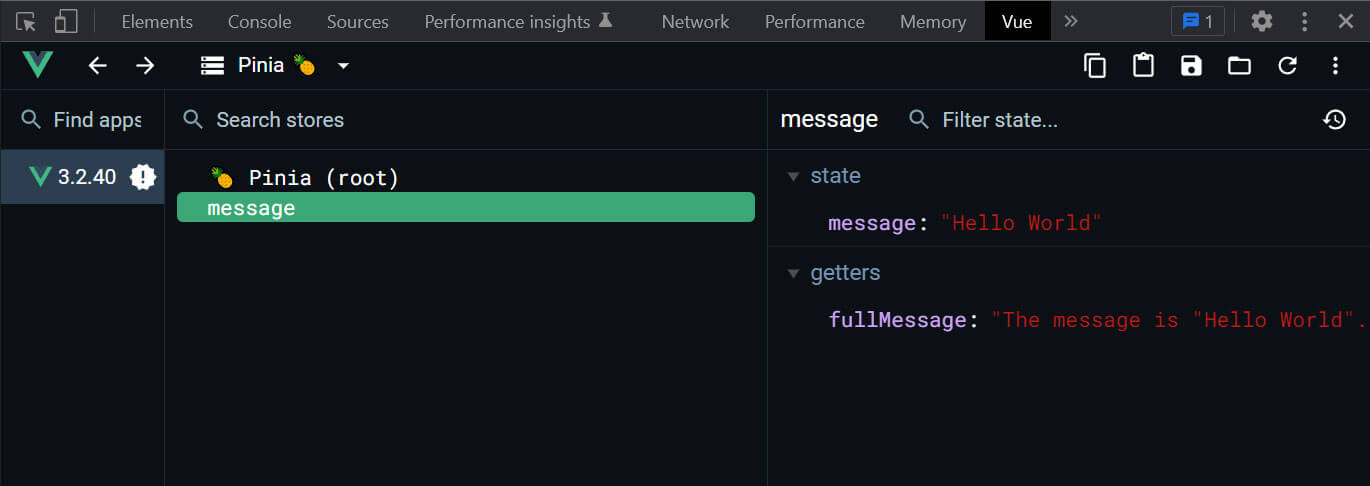 Elements Console Sources Performance insights Network Performance Memory Vue 1
Pinia 🍍
Find apps Search stores message Filter state...
3.2.40
🍍 Pinia (root)
message
state
message: "Hello World"
getters
fullMessage: "The message is "Hello World".